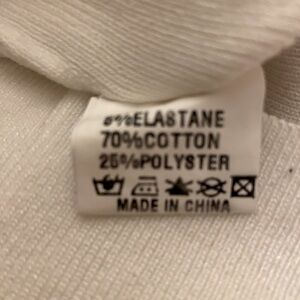 5%ELASTANE
70%COTTON
25%POLYSTER
MADE IN CHINA